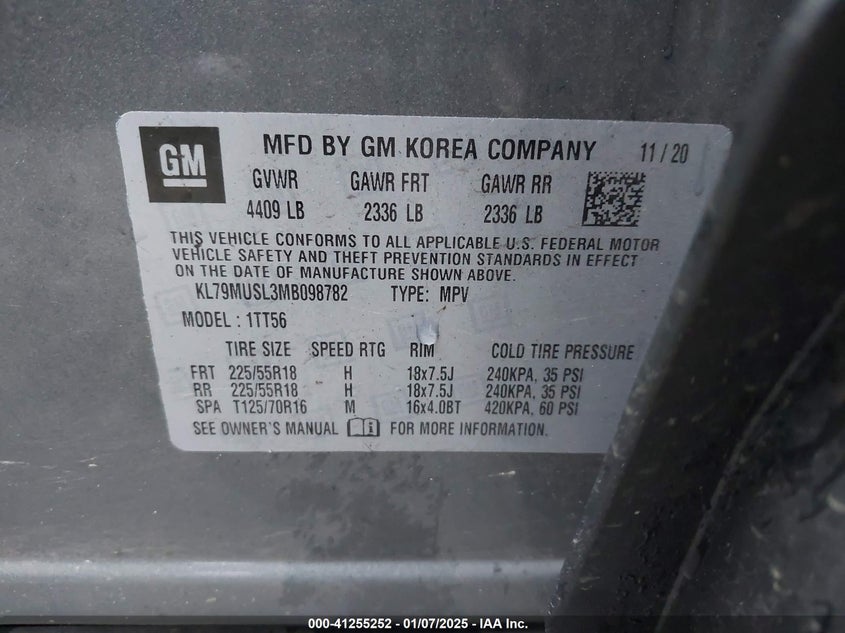 GM
MFD BY GM KOREA COMPANY 11/20
GVWR GAWR FRT GAWR RR
4409 LB 2336 LB 2336 LB
THIS VEHICLE CONFORMS TO ALL APPLICABLE U.S. FEDERAL MOTOR
VEHICLE SAFETY AND THEFT PREVENTION STANDARDS IN EFFECT
ON THE DATE OF MANUFACTURE SHOWN ABOVE.
KL79MUSL3MB098782 TYPE: MPV
MODEL : 1TT56
TIRE SIZE SPEED RTG RIM COLD TIRE PRESSURE
FRT 225/55R18 H 18x7.5J 240KPA, 35 PSI
RR 225/55R18 H 18x7.5J 240KPA, 35 PSI
SPA T125/70R16 M 16x4.0BT 420KPA, 60 PSI
SEE OWNER'S MANUAL i FOR MORE INFORMATION.
000-41255252 - 01/07/2025 - IAA Inc.